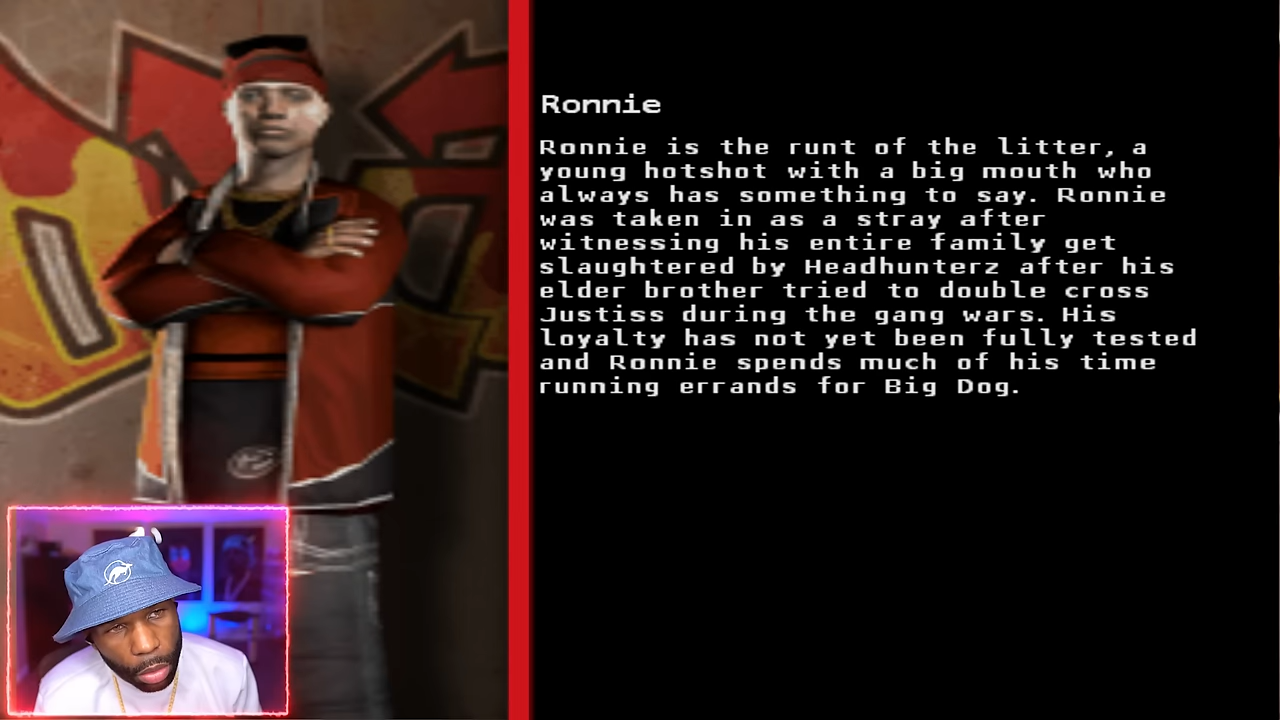 Ronnie
Ronnie is the runt of the litter, a
young hotshot with a big mouth who
always has something to say. Ronnie
was taken in as a stray after
witnessing his entire family get
slaughtered by Headhunterz after his
elder brother tried to double cross
Justiss during the gang wars. His
loyalty has not yet been fully tested
and Ronnie spends much of his time
running errands for Big Dog.